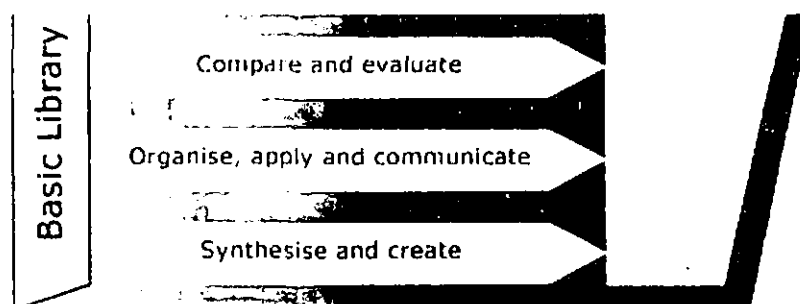 Basic Library
Compare and evaluate
Organise, apply and communicate
Synthesise and create